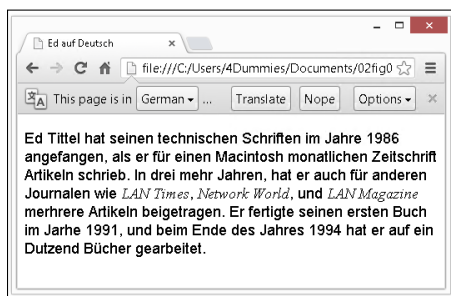 Ed auf Deutsch
file:///C:/Users/4Dummies/Documents/02fig0
This page is in German ... Translate Nope Options
Ed Tittel hat seinen technischen Schriften im Jahre 1986
angefangen, als er für einen Macintosh monatlichen Zeitschrift
Artikeln schrieb. In drei mehr Jahren, hat er auch für anderen
Journalen wie LAN Times, Network World, und LAN Magazine
merhrere Artikeln beigetragen. Er fertigte seinen ersten Buch
im Jarhe 1991, und beim Ende des Jahres 1994 hat er auf ein
Dutzend Bücher gearbeitet.